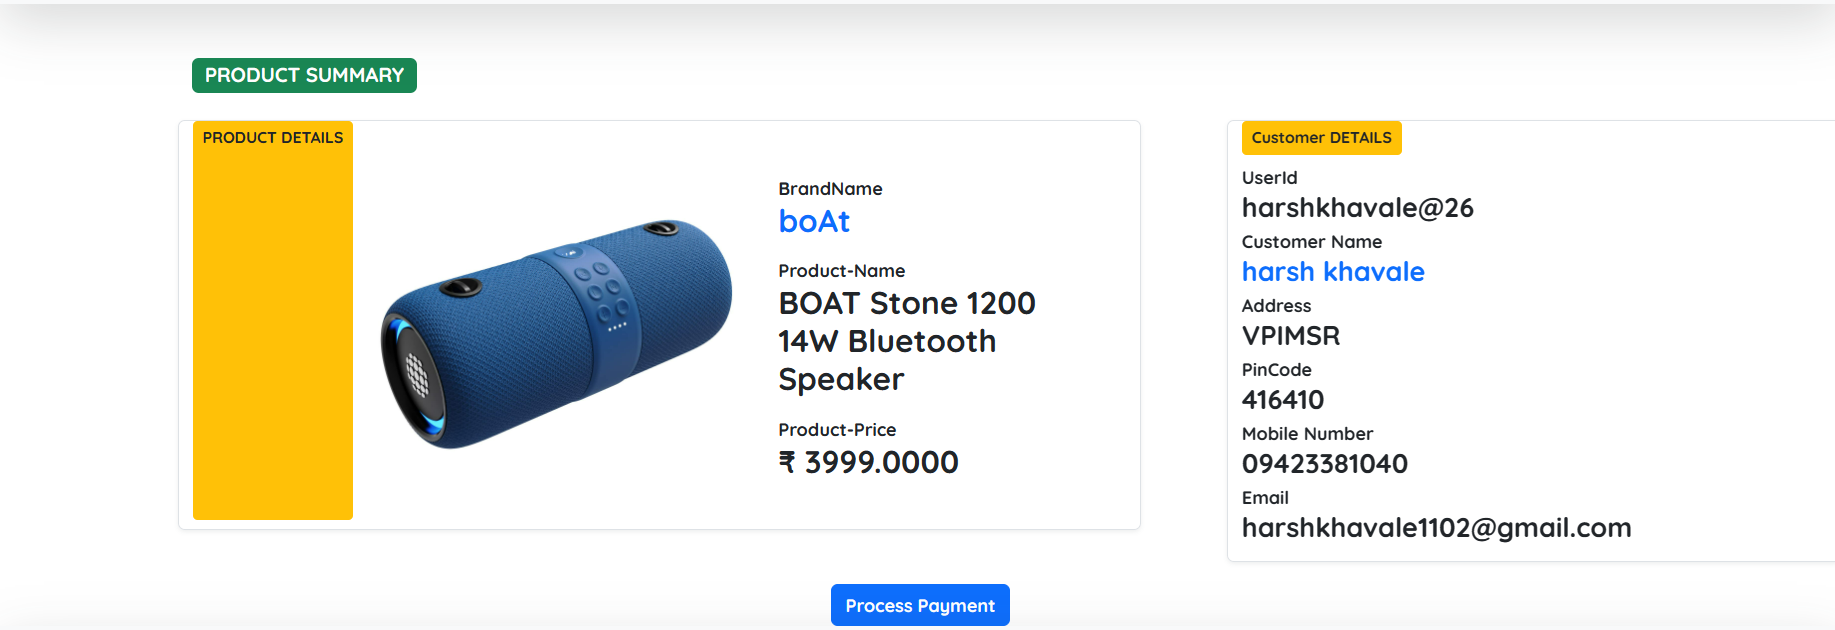 PRODUCT SUMMARY
PRODUCT DETAILS
BrandName
boAt
Product-Name
BOAT Stone 1200
14W Bluetooth
Speaker
Product-Price
₹ 3999.0000
Customer DETAILS
UserId
harshkhavale@26
Customer Name
harsh khavale
Address
VPIMSR
PinCode
416410
Mobile Number
09423381040
Email
harshkhavale1102@gmail.com
Process Payment